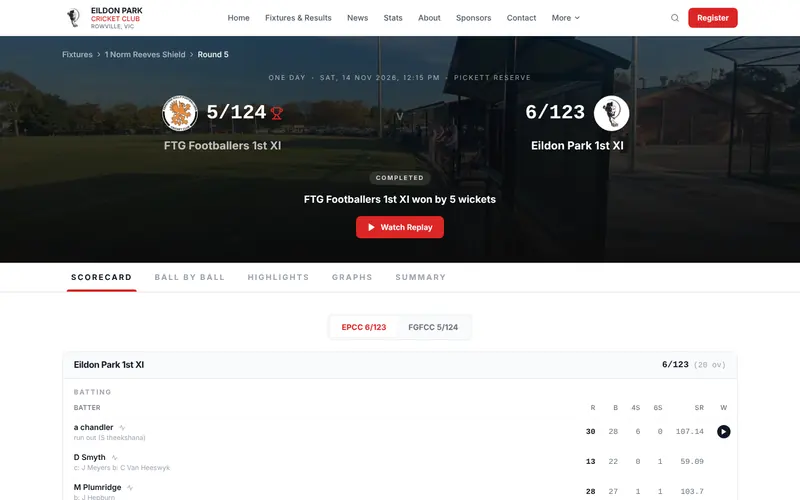 EILDON PARK
CRICKET CLUB
ROWVILLE, VIC
Home Fixtures & Results News Stats About Sponsors Contact More Register
Fixtures > 1 Norm Reeves Shield > Round 5
ONE DAY · SAT, 14 NOV 2026, 12:15 PM · PICKETT RESERVE
5/124 V 6/123
FTG Footballers 1st XI Eildon Park 1st XI
COMPLETED
FTG Footballers 1st XI won by 5 wickets
Watch Replay
SCORECARD BALL BY BALL HIGHLIGHTS GRAPHS SUMMARY
EPCC 6/123 FGFCC 5/124
Eildon Park 1st XI 6/123 (20 ov)
BATTING
BATTER R B 4S 6S SR W
a chandler 30 28 6 0 107.14
run out (S theekshana)
D Smyth 13 22 0 1 59.09
c: J Meyers b: C Van Heeswyk
M Plumridge 28 27 1 1 103.7
b. J Hepburn